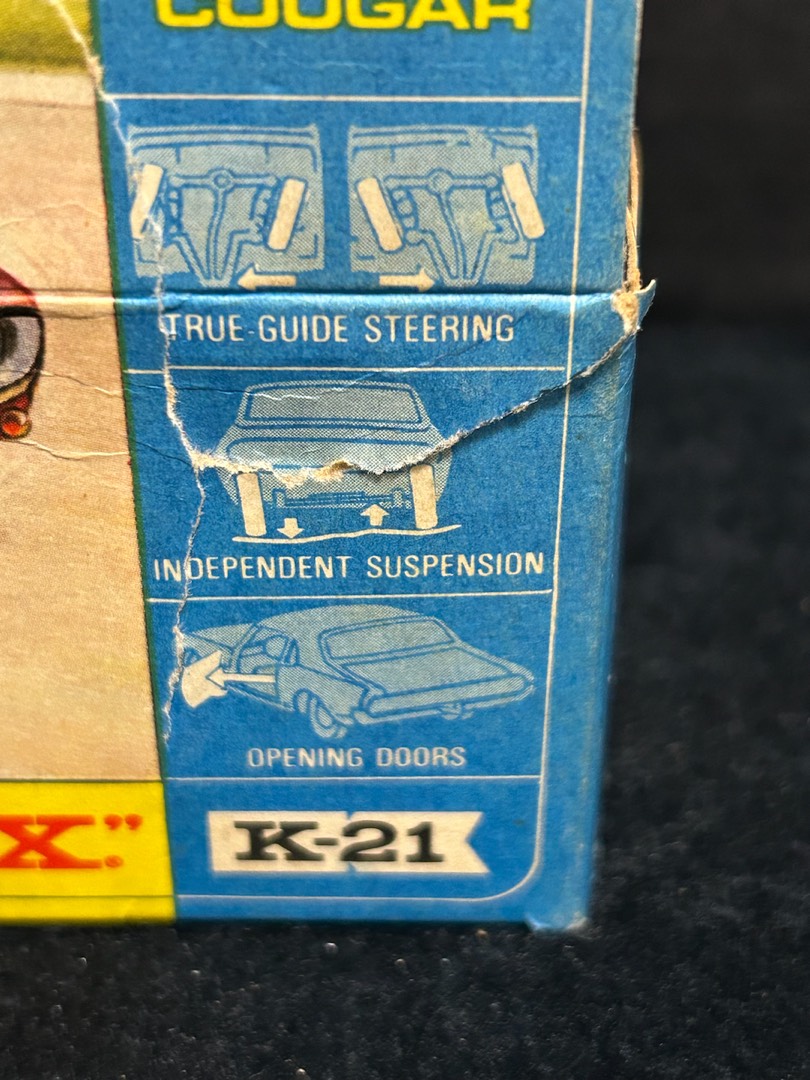 COUGAR
TRUE-GUIDE STEERING
INDEPENDENT SUSPENSION
OPENING DOORS
X."
K-21